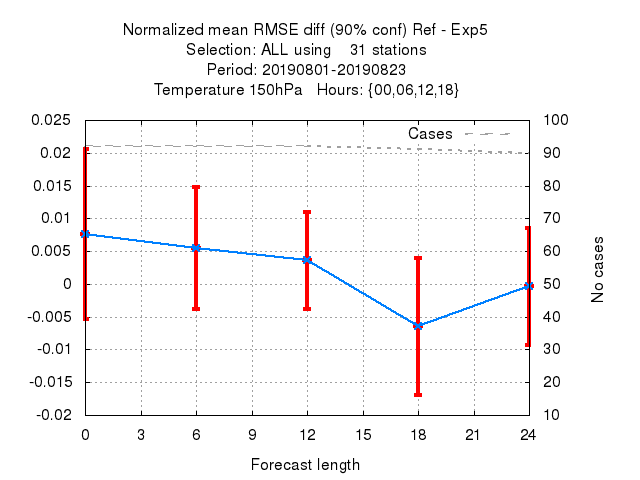 Normalized mean RMSE diff (90% conf) Ref - Exp5
Selection: ALL using    31 stations
Period: 20190801-20190823
Temperature 150hPa   Hours: {00,06,12,18}
0.025
0.02
0.015
0.01
0.005
0
-0.005
-0.01
-0.015
-0.02
Cases
100
90
80
70
60
50
40
30
20
10
No cases
0 3 6 9 12 15 18 21 24
Forecast length